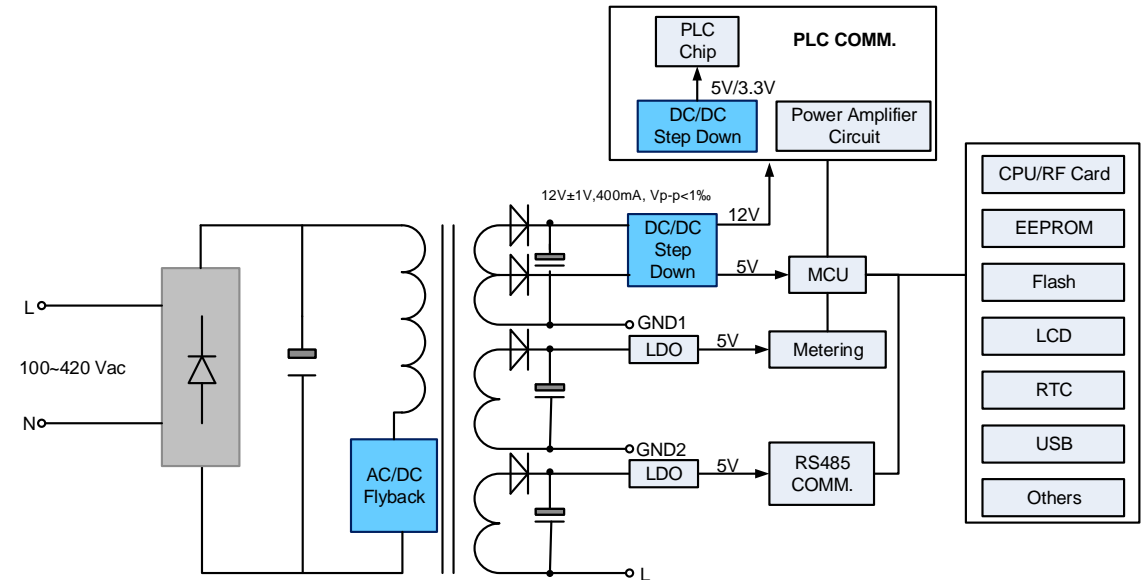 PLC
Chip
PLC COMM.
5V/3.3V
DC/DC
Step Down
Power Amplifier
Circuit
CPU/RF Card
EEPROM
Flash
LCD
RTC
USB
Others
12V±1V,400mA, Vp-p<1‰
12V
DC/DC
Step
Down
5V
MCU
GND1
LDO
5V
Metering
GND2
LDO
5V
RS485
COMM.
L
L
100~420 Vac
N
AC/DC
Flyback